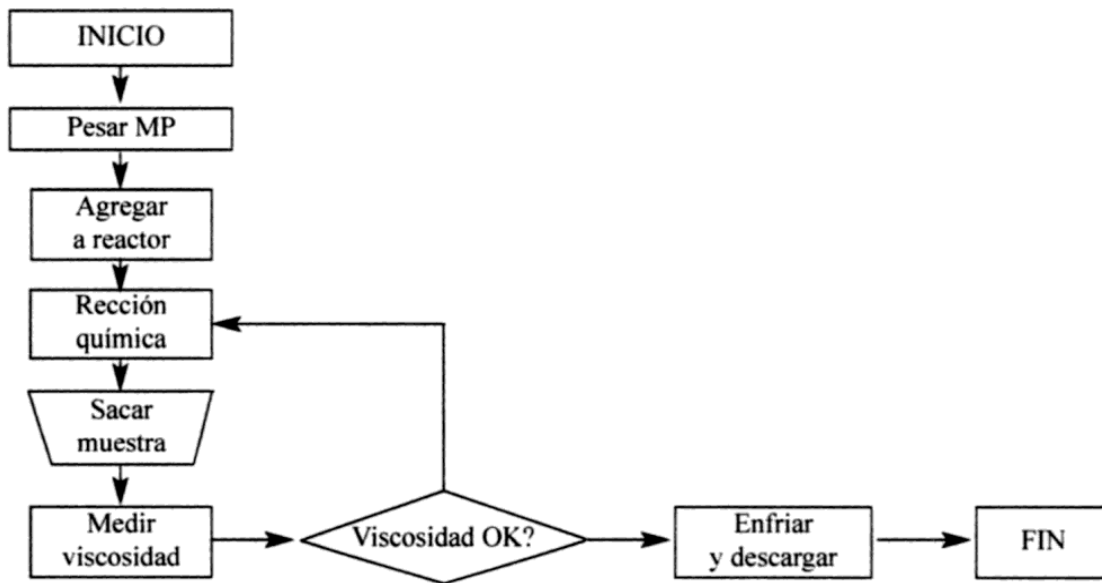 INICIO
Pesar MP
Agregar
a reactor
Rección
química
Sacar
muestra
Medir
viscosidad
Viscosidad OK?
Enfriar
y descargar
FIN